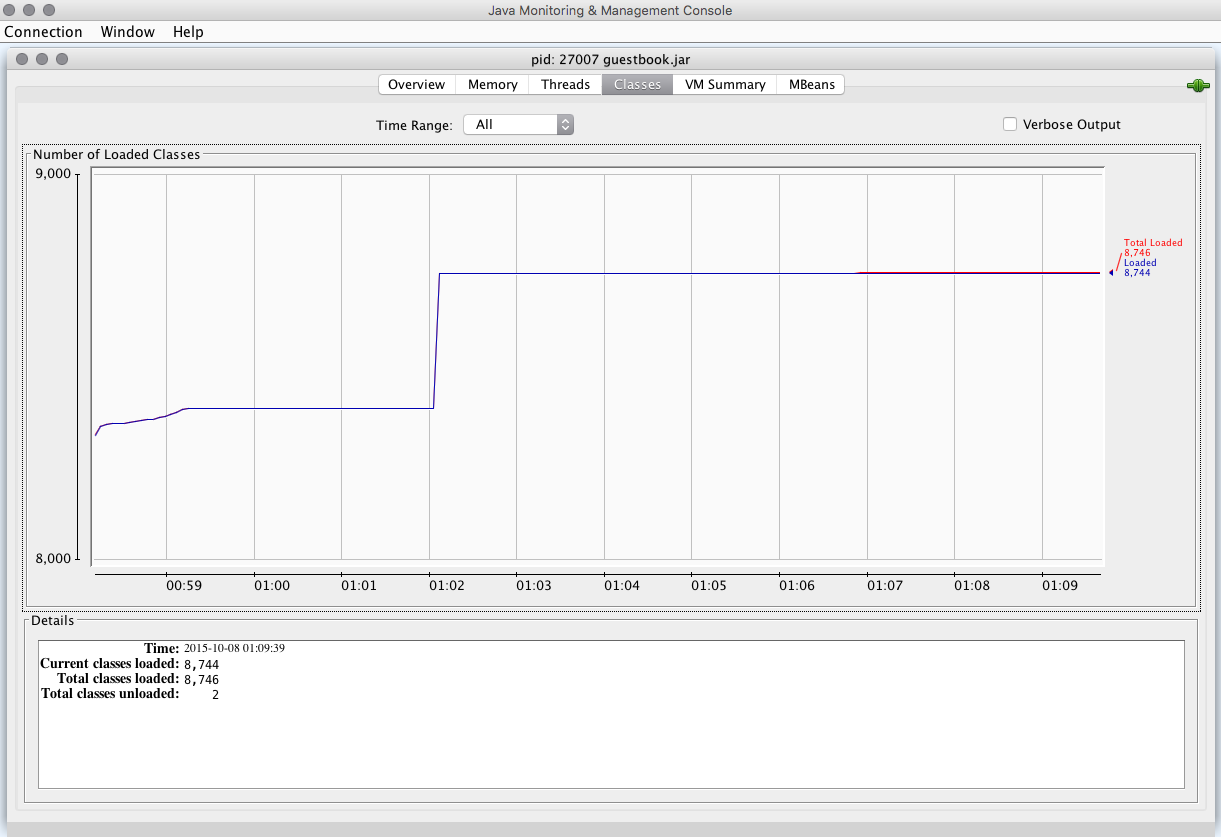 Java Monitoring & Management Console
Connection Window Help
pid: 27007 guestbook.jar
Overview Memory Threads Classes VM Summary MBeans
Time Range: All Verbose Output
Number of Loaded Classes
9,000
Total Loaded
8,746
Loaded
8,744
8,000
00:59 01:00 01:01 01:02 01:03 01:04 01:05 01:06 01:07 01:08 01:09
Details
Time: 2015-10-08 01:09:39
Current classes loaded: 8,744
Total classes loaded: 8,746
Total classes unloaded: 2